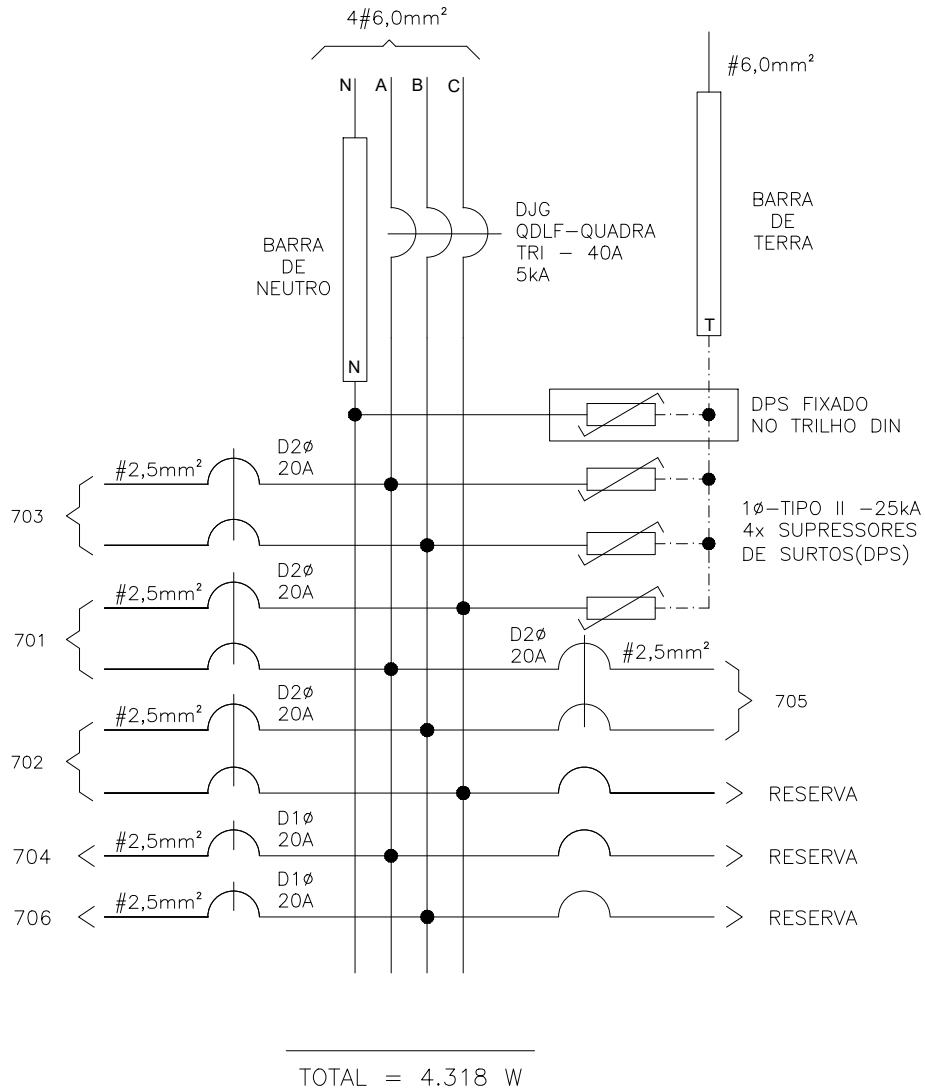 4#6,0mm²
#6,0mm²
N A B C
BARRA
DE
NEUTRO
N
DJG
QDLF-QUADRA
TRI - 40A
5kA
BARRA
DE
TERRA
T
DPS FIXADO
NO TRILHO DIN
1ø-TIPO II -25kA
4x SUPRESSORES
DE SURTOS(DPS)
703
#2,5mm²
D2ø
20A
701
#2,5mm²
D2ø
20A
D2ø
20A
#2,5mm²
705
702
#2,5mm²
D2ø
20A
RESERVA
704
#2,5mm²
D1ø
20A
RESERVA
706
#2,5mm²
D1ø
20A
RESERVA
TOTAL = 4.318 W